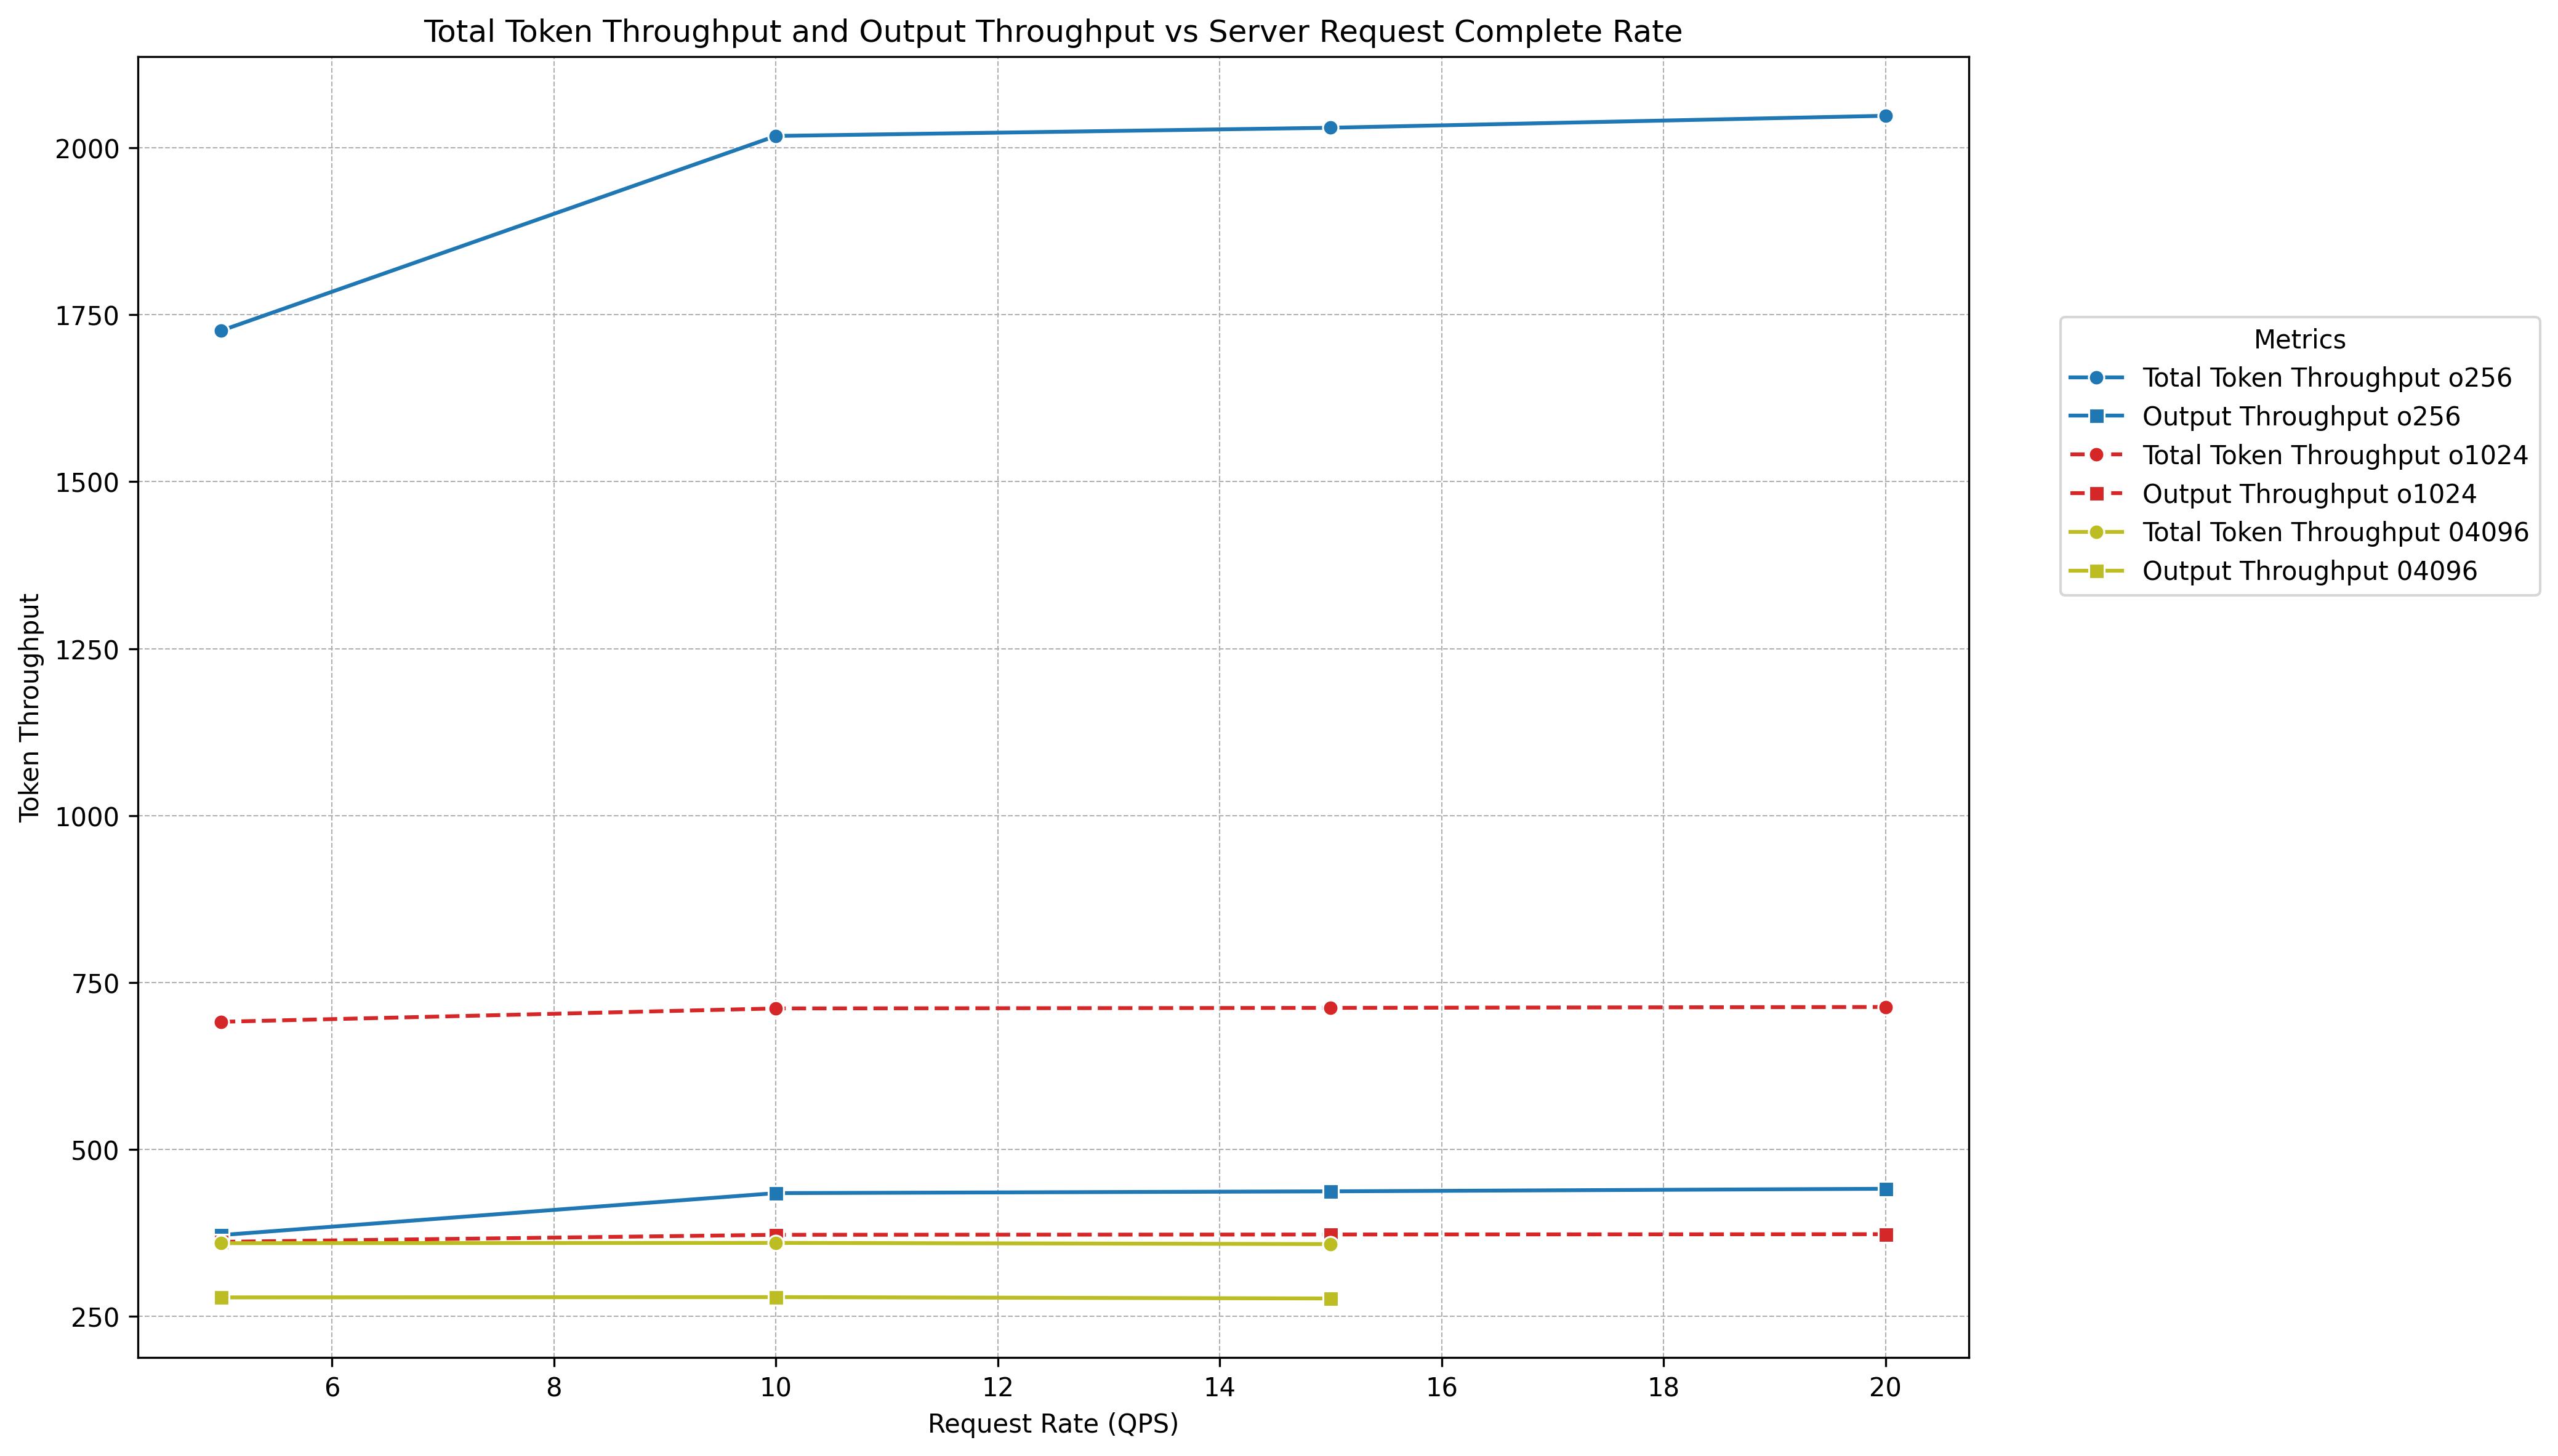 Total Token Throughput and Output Throughput vs Server Request Complete Rate
Token Throughput
2000
1750
1500
1250
1000
750
500
250
6 8 10 12 14 16 18 20
Request Rate (QPS)
Metrics
Total Token Throughput o256
Output Throughput o256
Total Token Throughput o1024
Output Throughput o1024
Total Token Throughput 04096
Output Throughput 04096